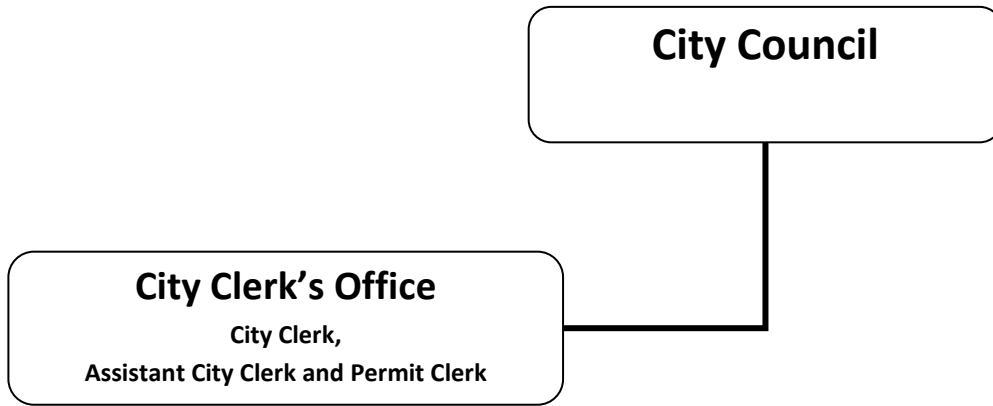 City Council
City Clerk’s Office
City Clerk,
Assistant City Clerk and Permit Clerk